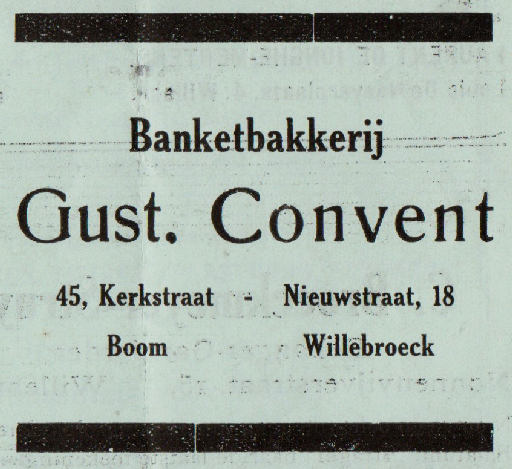 Banketbakkerij
Gust. Convent
45, Kerkstraat - Nieuwstraat, 18
Boom Willebroeck